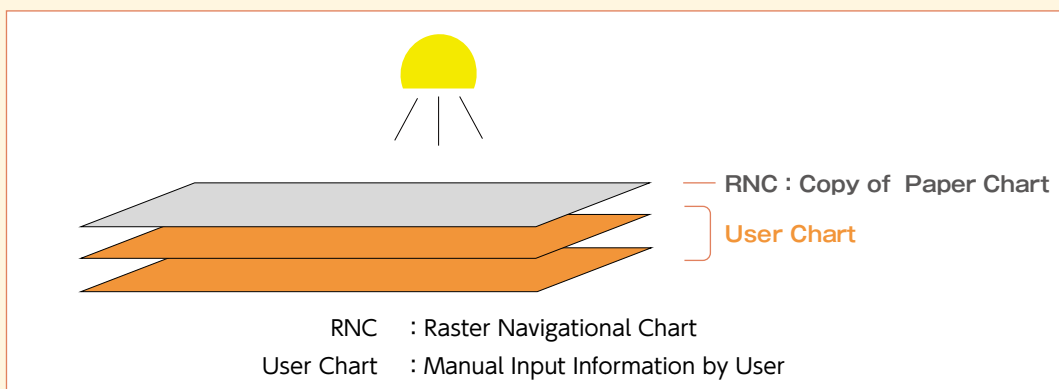 RNC : Copy of Paper Chart
User Chart
RNC : Raster Navigational Chart
User Chart : Manual Input Information by User